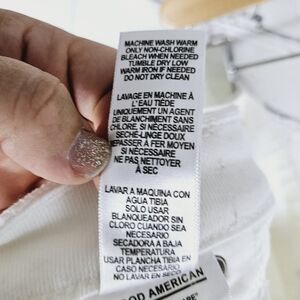 MACHINE WASH WARM
ONLY NON-CHLORINE
BLEACH WHEN NEEDED
TUMBLE DRY LOW
WARM IRON IF NEEDED
DO NOT DRY CLEAN
LAVAGE EN MACHINE À
L'EAU TIÈDE
UNIQUEMENT UN AGENT
DE BLANCHIMENT SANS
CHLORE, SI NÉCESSAIRE
SÉCHE-LINGE DOUX
REPASSER À FER MOYEN
SI NÉCESSAIRE
NE PAS NETTOYER
À SEC
LAVAR A MAQUINA CON
AGUA TIBIA
SOLO USAR
BLANQUEADOR SIN
CLORO CUANDO SEA
NECESARIO
SECADORA A BAJA
TEMPERATURA
USAR PLANCHA TIBIA EN
CASO NECESARIO
NO LAVAR EN SECO
OD AMERICAN